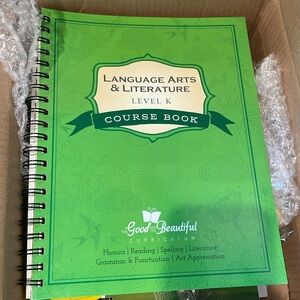 LANGUAGE ARTS
& LITERATURE
LEVEL K
COURSE BOOK
the Good and the Beautiful
CURRICULUM
Phonics | Reading | Spelling | Literature
Grammar & Punctuation | Art Appreciation